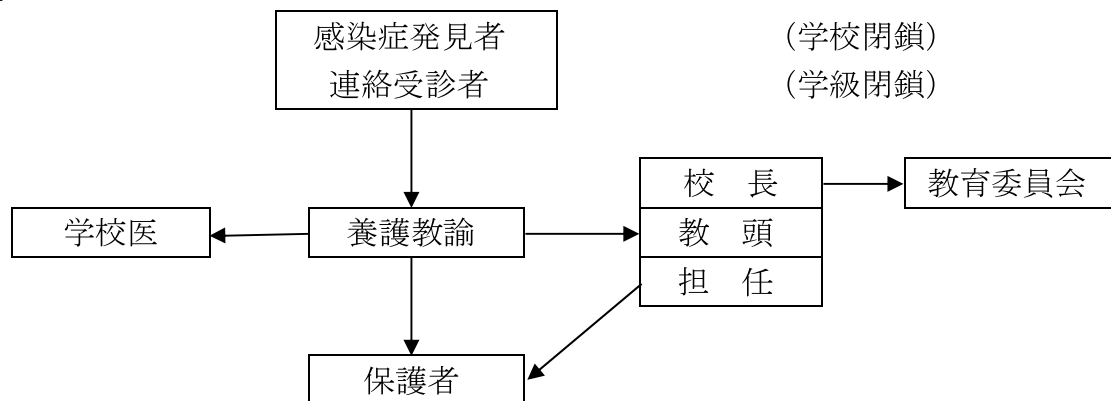 感染症発見者
連絡受診者
（学校閉鎖）
（学級閉鎖）
校　長
教育委員会
学校医
養護教諭
教　頭
担　任
保護者